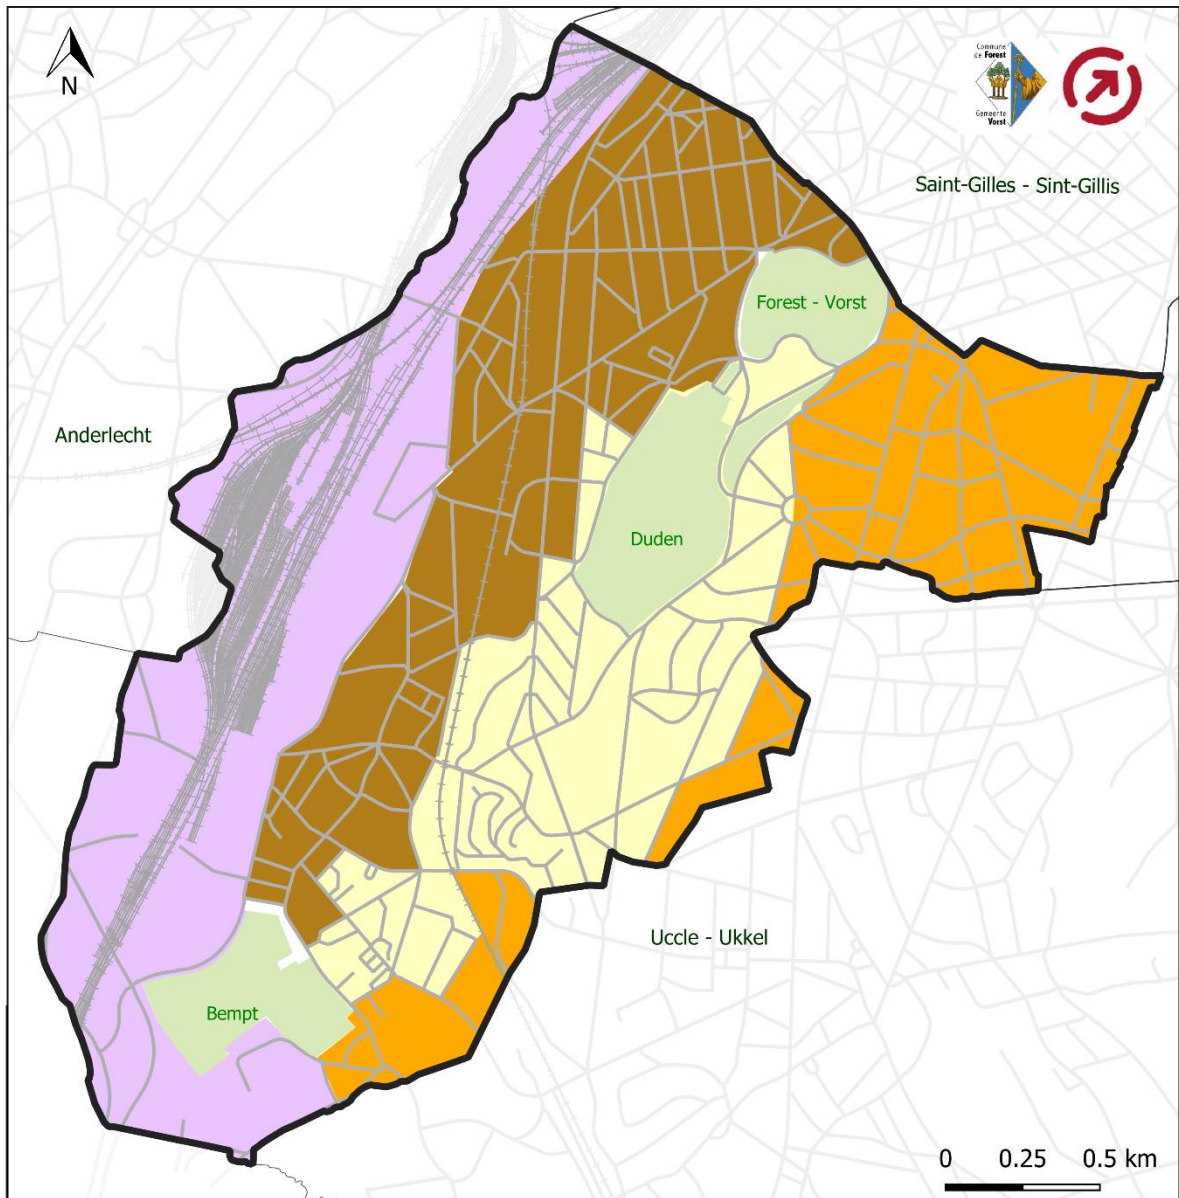 N
Commune
de Forest
Gemeente
Vorst
Saint-Gilles - Sint-Gillis
Forest - Vorst
Anderlecht
Duden
Uccle - Ukkel
Bempt
0 0.25 0.5 km